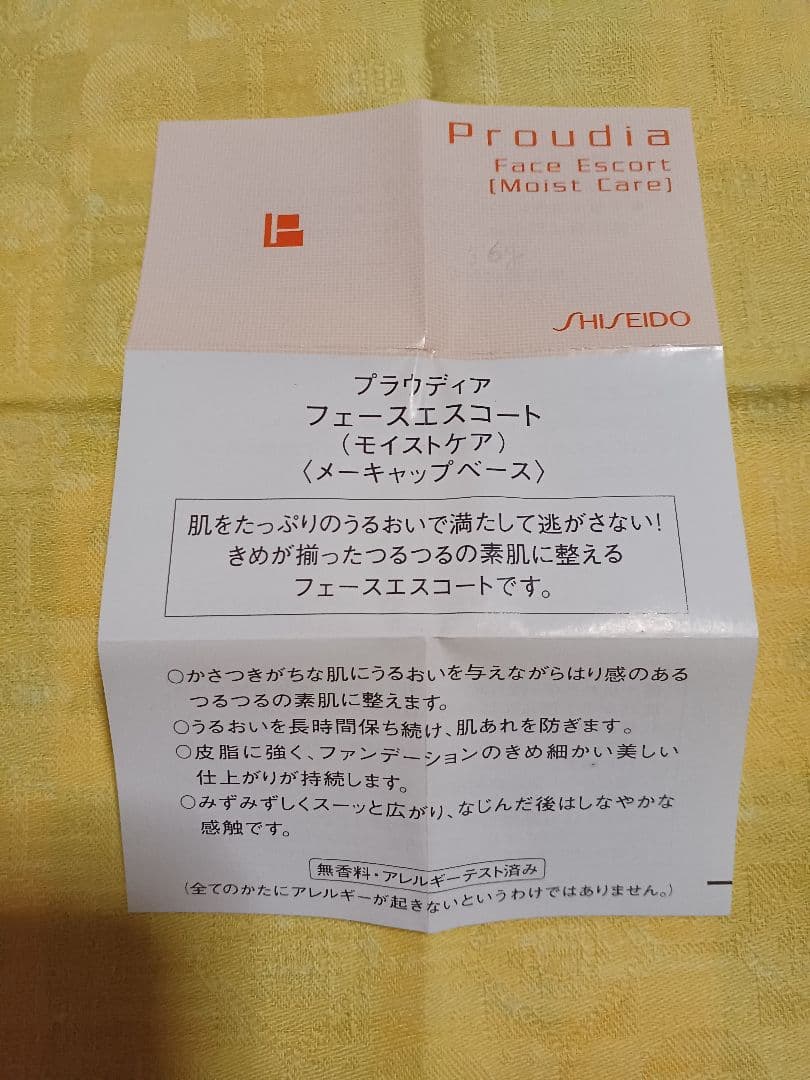 Proudia
Face Escort
[Moist Care]
SHISEIDO
プラウディア
フェースエスコート
（モイストケア）
〈メーキャップベース〉
肌をたっぷりのうるおいで満たして逃がさない！
きめが揃ったつるつるの素肌に整える
フェースエスコートです。
○かさつきがちな肌にうるおいを与えながらはり感のある
つるつるの素肌に整えます。
○うるおいを長時間保ち続け、肌あれを防ぎます。
○皮脂に強く、ファンデーションのきめ細かい美しい
仕上がりが持続します。
○みずみずしくスーッと広がり、なじんだ後はしなやかな
感触です。
無香料・アレルギーテスト済み
（全てのかたにアレルギーが起きないというわけではありません。）